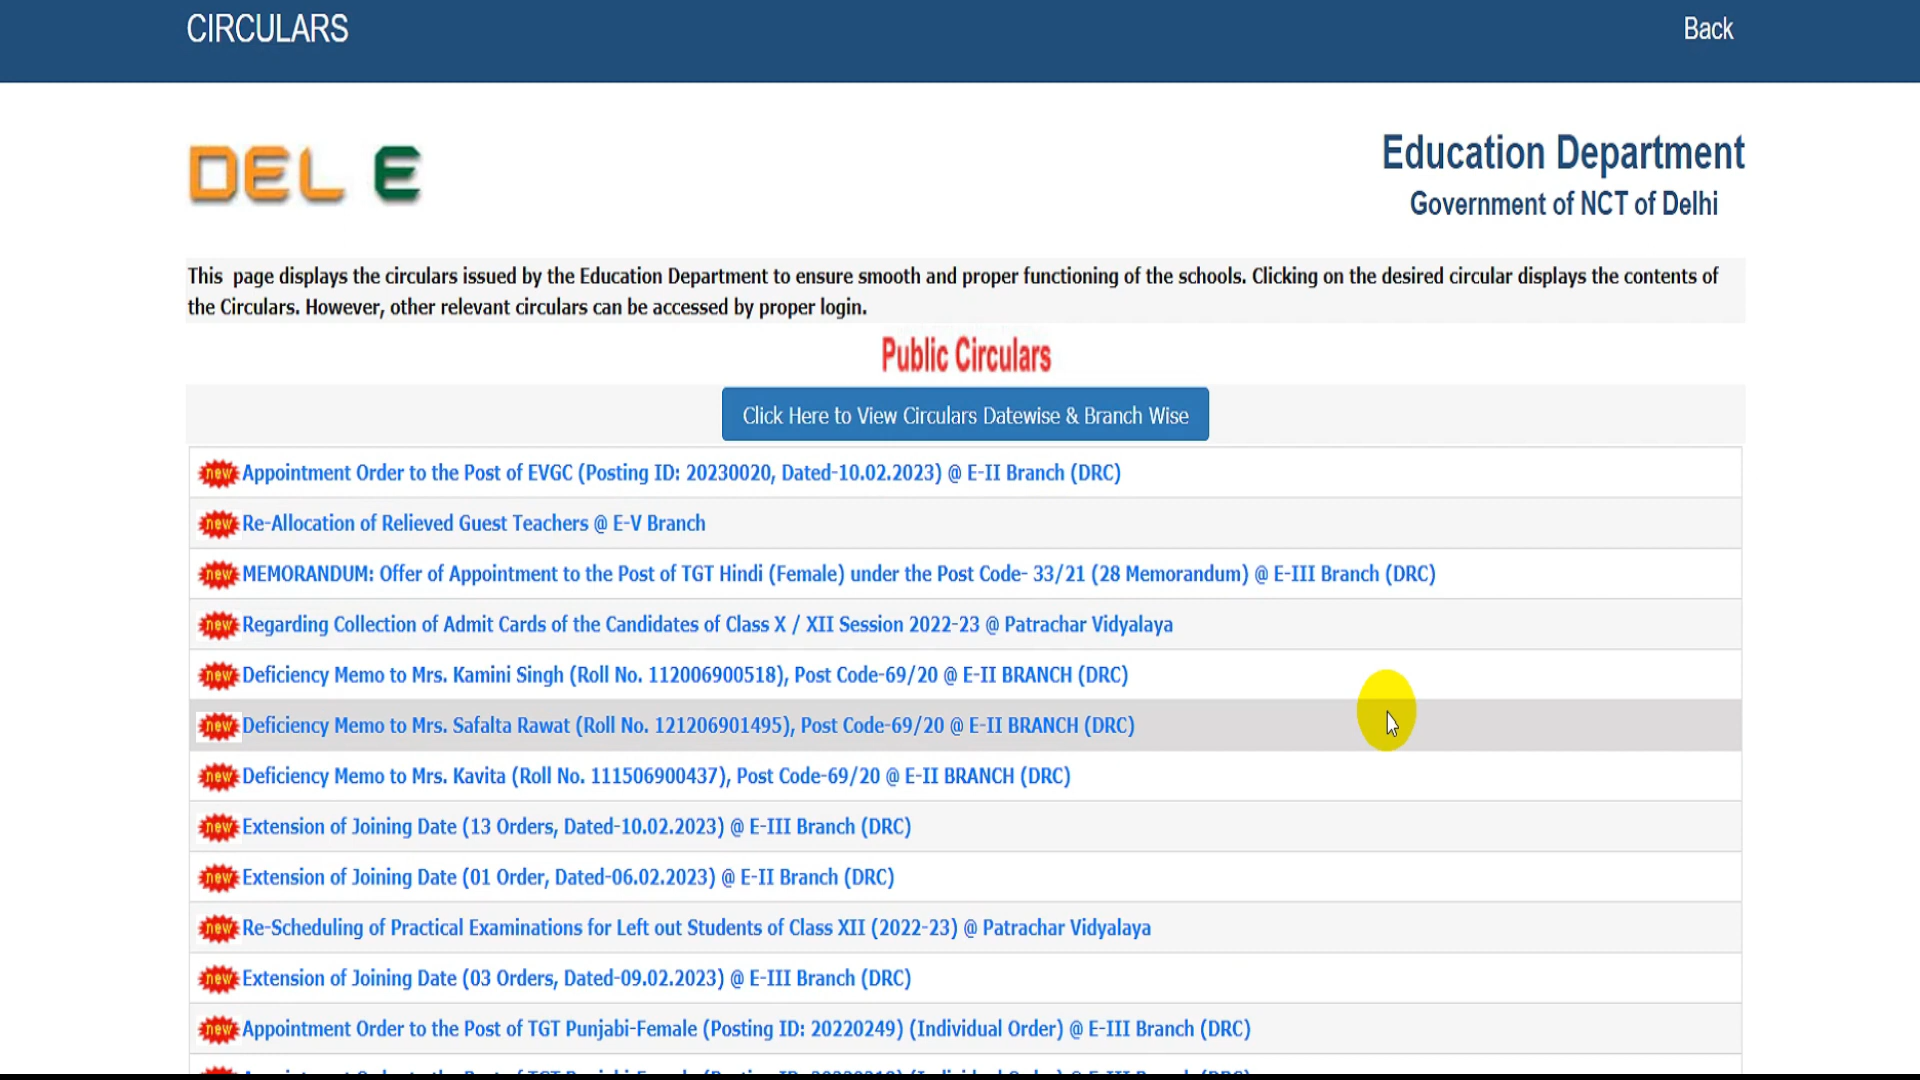 CIRCULARS
Back
DEL E
Education Department
Government of NCT of Delhi
This page displays the circulars issued by the Education Department to ensure smooth and proper functioning of the schools. Clicking on the desired circular displays the contents of
the Circulars. However, other relevant circulars can be accessed by proper login.
Public Circulars
Click Here to View Circulars Datewise & Branch Wise
new Appointment Order to the Post of EVGC (Posting ID: 20230020, Dated-10.02.2023) @ E-II Branch (DRC)
new Re-Allocation of Relieved Guest Teachers @ E-V Branch
new MEMORANDUM: Offer of Appointment to the Post of TGT Hindi (Female) under the Post Code- 33/21 (28 Memorandum) @ E-III Branch (DRC)
new Regarding Collection of Admit Cards of the Candidates of Class X / XII Session 2022-23 @ Patrachar Vidyalaya
new Deficiency Memo to Mrs. Kamini Singh (Roll No. 112006900518), Post Code-69/20 @ E-II BRANCH (DRC)
new Deficiency Memo to Mrs. Safalta Rawat (Roll No. 121206901495), Post Code-69/20 @ E-II BRANCH (DRC)
new Deficiency Memo to Mrs. Kavita (Roll No. 111506900437), Post Code-69/20 @ E-II BRANCH (DRC)
new Extension of Joining Date (13 Orders, Dated-10.02.2023) @ E-III Branch (DRC)
new Extension of Joining Date (01 Order, Dated-06.02.2023) @ E-II Branch (DRC)
new Re-Scheduling of Practical Examinations for Left out Students of Class XII (2022-23) @ Patrachar Vidyalaya
new Extension of Joining Date (03 Orders, Dated-09.02.2023) @ E-III Branch (DRC)
new Appointment Order to the Post of TGT Punjabi-Female (Posting ID: 20220249) (Individual Order) @ E-III Branch (DRC)